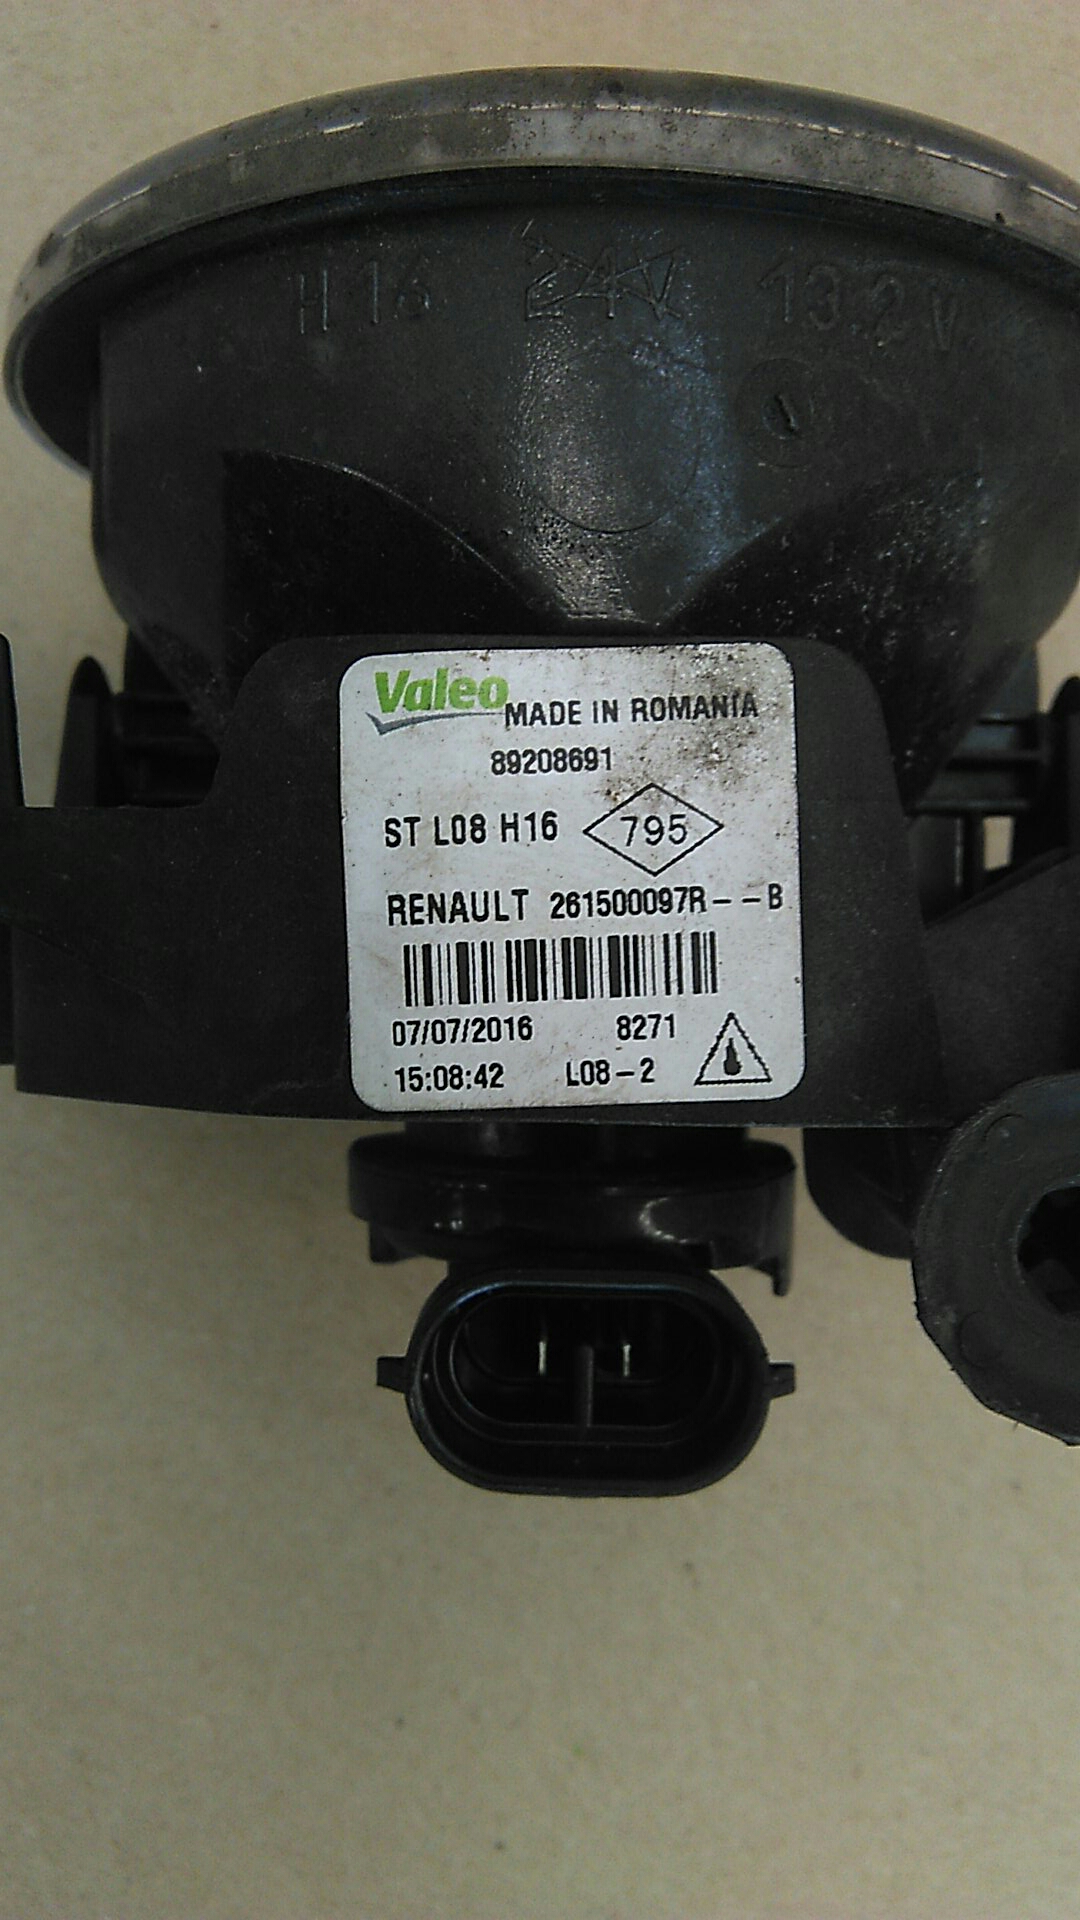 H16 24V 13.2V
Valeo MADE IN ROMANIA
89208691
ST L08 H16 795
RENAULT 261500097R--B
07/07/2016 8271
15:08:42 L08-2